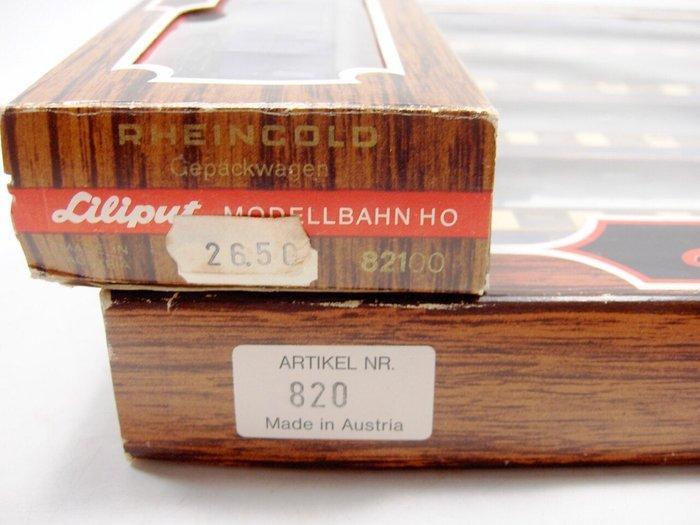 RHEINGOLD
Gepäckwagen
Liliput MODELLBAHN HO
26.50
82100
ARTIKEL NR.
820
Made in Austria